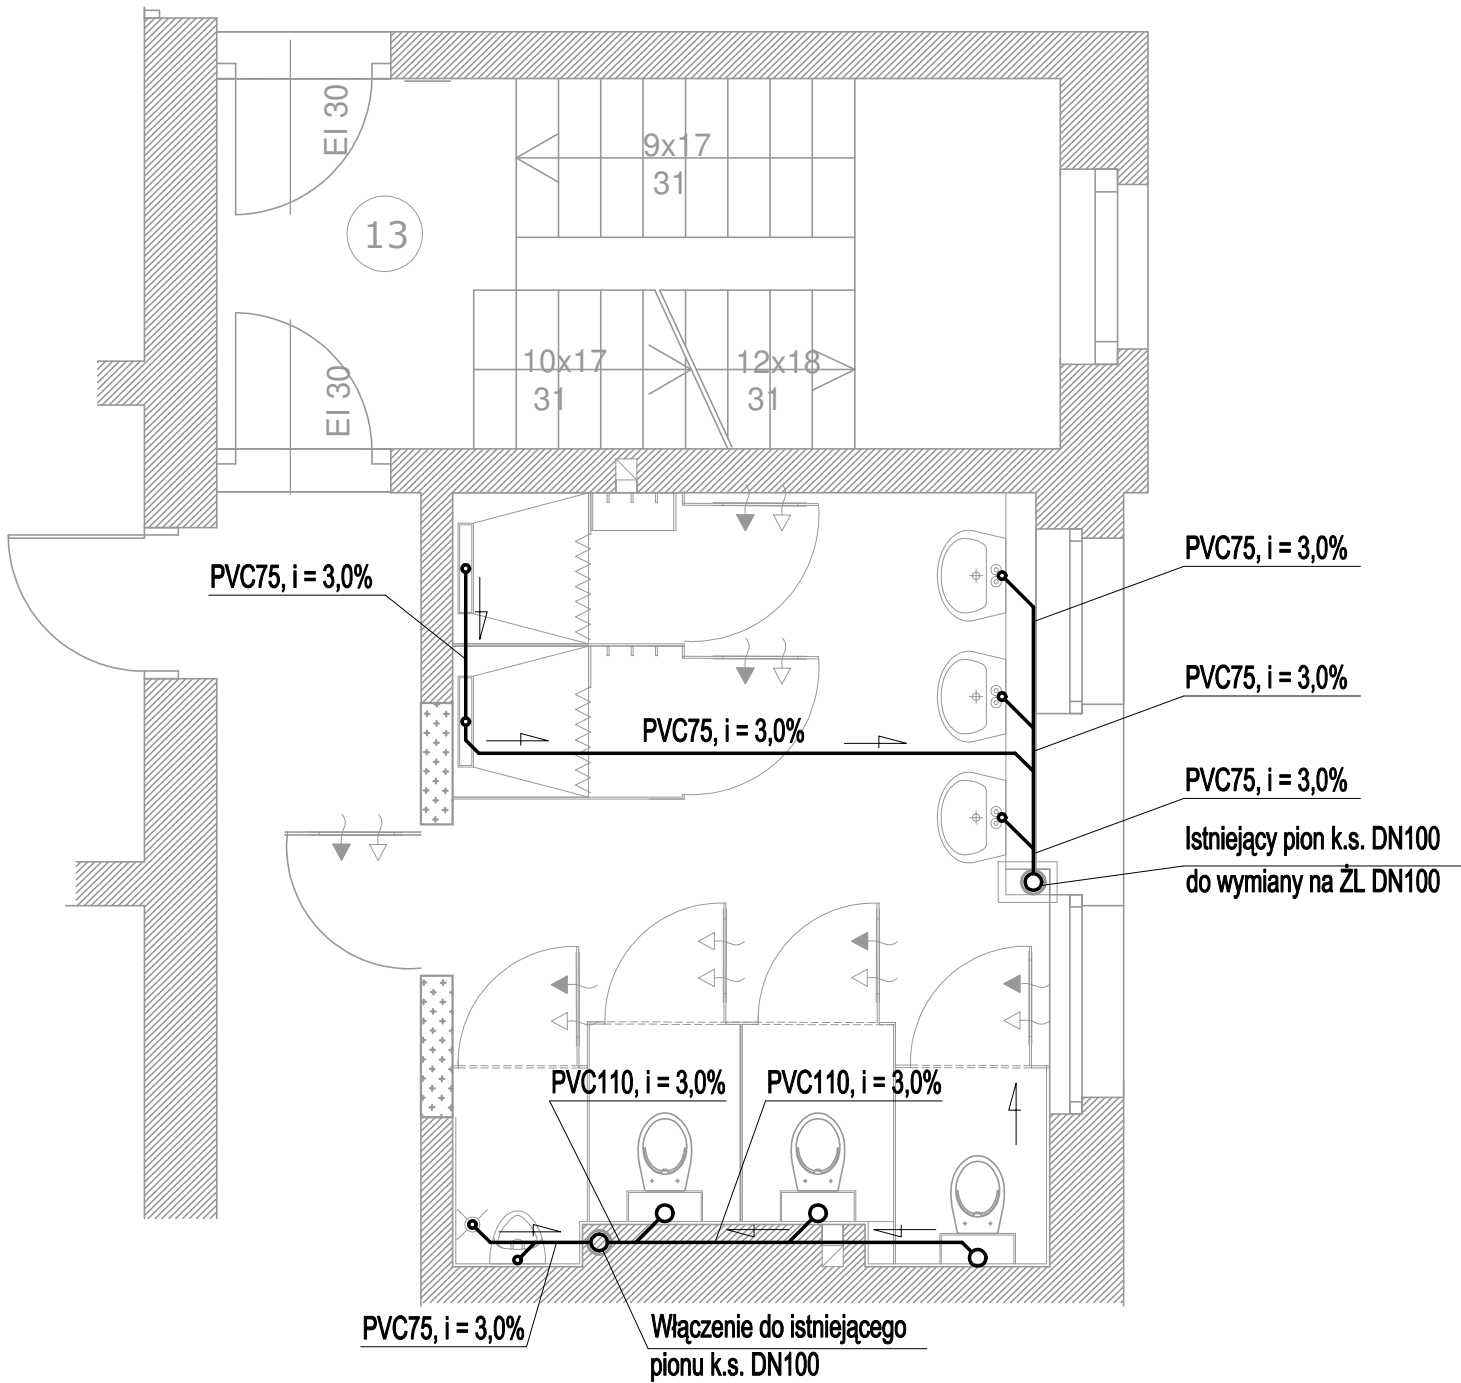 EI 30
9x17
31
13
10x17
31
12x18
31
EI 30
PVC75, i = 3,0%
PVC75, i = 3,0%
PVC75, i = 3,0%
PVC75, i = 3,0%
PVC75, i = 3,0%
Istniejący pion k.s. DN100
do wymiany na ŻL DN100
PVC110, i = 3,0%
PVC110, i = 3,0%
PVC75, i = 3,0%
Włączenie do istniejącego
pionu k.s. DN100